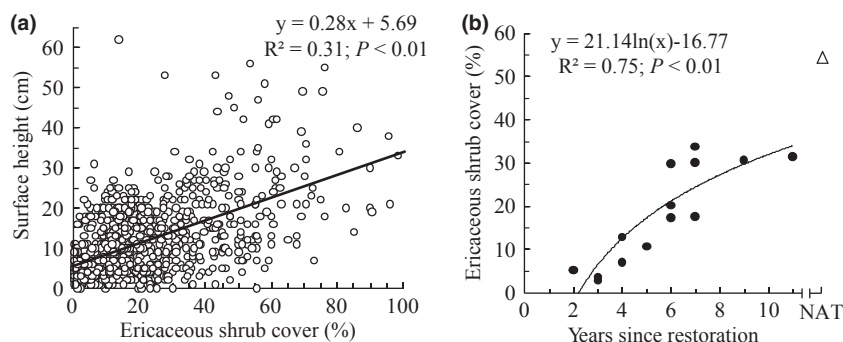 (a)
y = 0.28x + 5.69
R² = 0.31; P < 0.01
Surface height (cm)
70
60
50
40
30
20
10
0
0 20 40 60 80 100
Ericaceous shrub cover (%)
(b)
y = 21.14ln(x)-16.77
R² = 0.75; P < 0.01
Ericaceous shrub cover (%)
60
50
40
30
20
10
0
0 2 4 6 8 10 NAT
Years since restoration